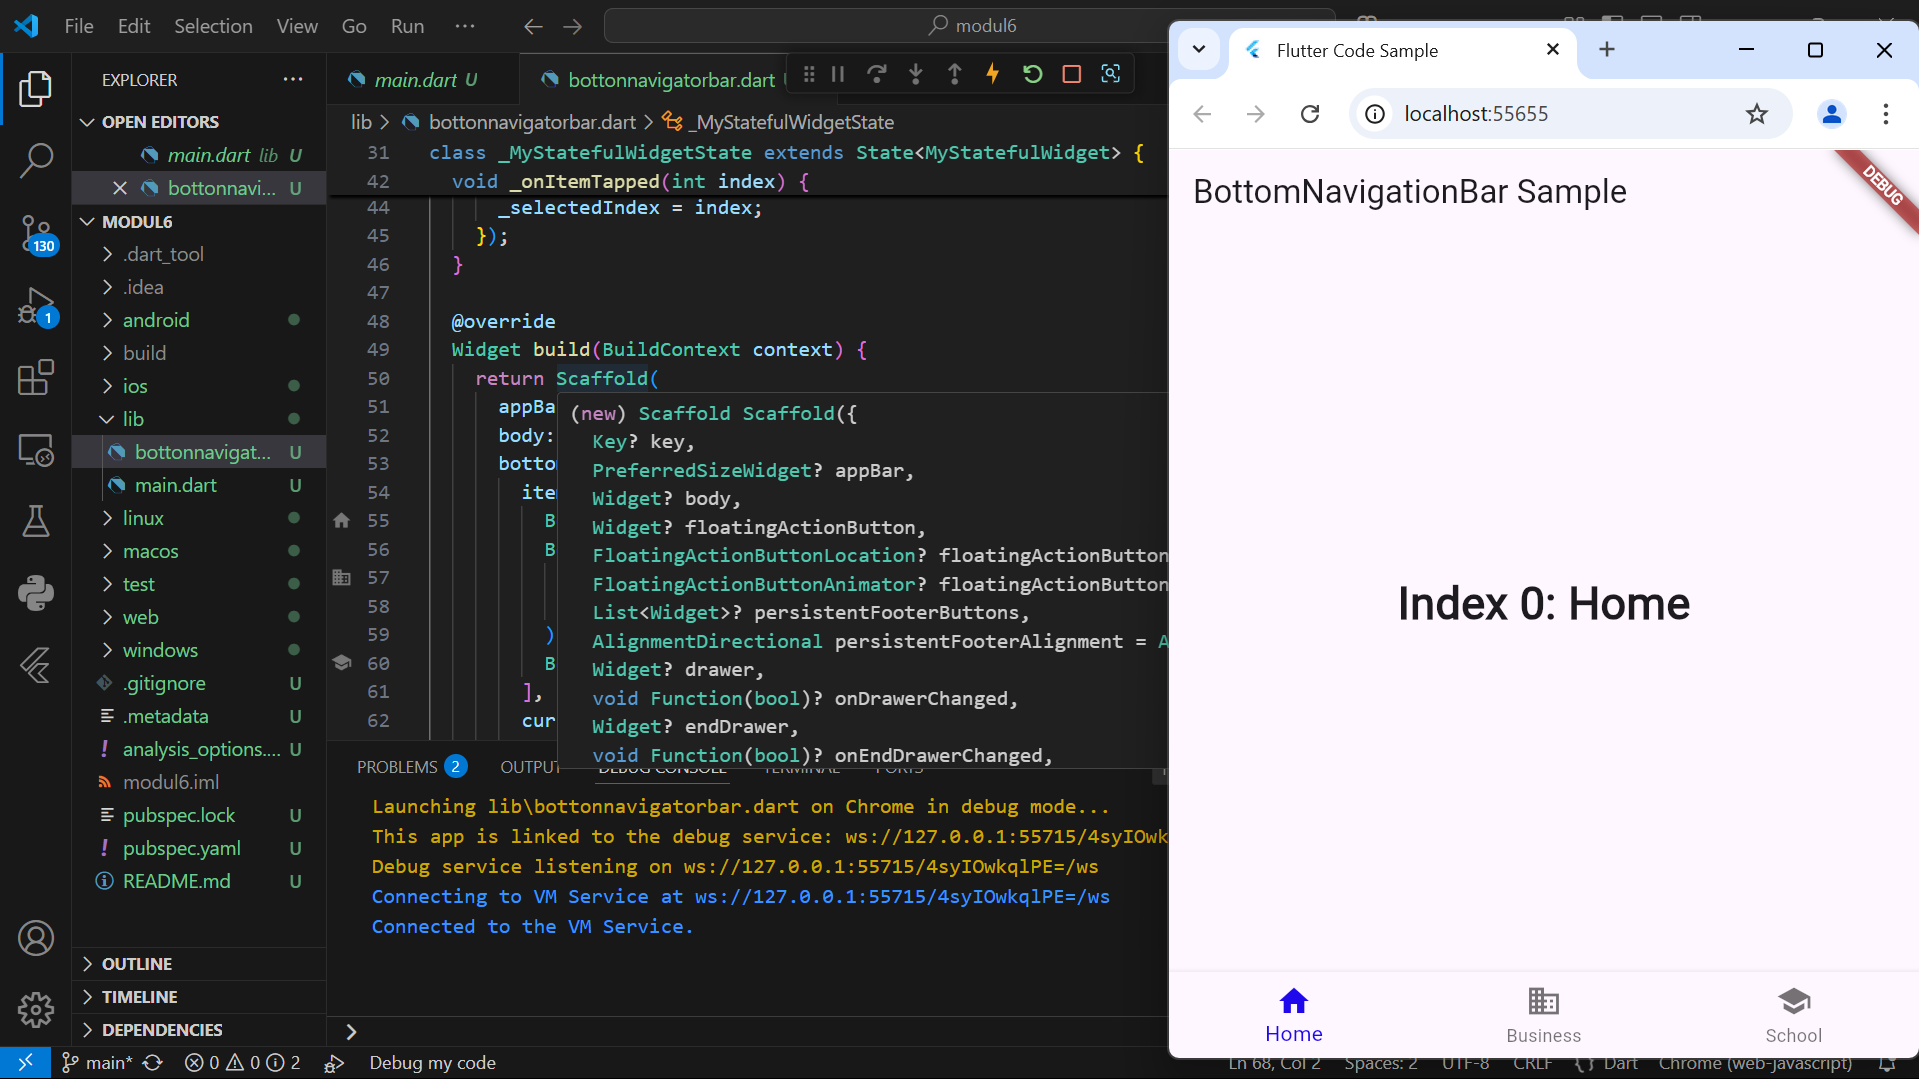 File Edit Selection View Go Run ···
modul6
EXPLORER
OPEN EDITORS
main.dart lib U
bottonnavi... U
MODUL6
.dart_tool
.idea
android
build
ios
lib
bottonnavigat... U
main.dart U
linux
macos
test
web
windows
.gitignore U
.metadata U
analysis_options.... U
modul6.iml
pubspec.lock U
pubspec.yaml U
README.md U
OUTLINE
TIMELINE
DEPENDENCIES
130
1
main.dart U
bottonnavigatorbar.dart
lib > bottonnavigatorbar.dart > _MyStatefulWidgetState
31 class _MyStatefulWidgetState extends State<MyStatefulWidget> {
42 void _onItemTapped(int index) {
44 _selectedIndex = index;
45 });
46 }
47
48 @override
49 Widget build(BuildContext context) {
50 return Scaffold(
51 appBa
52 body:
53 botto
54 ite
55 B
56 B
57
58
59 )
60 B
61 ],
62 cur
(new) Scaffold Scaffold({
Key? key,
PreferredSizeWidget? appBar,
Widget? body,
Widget? floatingActionButton,
FloatingActionButtonLocation? floatingActionButton
FloatingActionButtonAnimator? floatingActionButton
List<Widget>? persistentFooterButtons,
AlignmentDirectional persistentFooterAlignment = A
Widget? drawer,
void Function(bool)? onDrawerChanged,
Widget? endDrawer,
void Function(bool)? onEndDrawerChanged,
PROBLEMS 2 OUTPUT DEBUG CONSOLE TERMINAL PORTS
Launching lib\bottonnavigatorbar.dart on Chrome in debug mode...
This app is linked to the debug service: ws://127.0.0.1:55715/4syIOwk
Debug service listening on ws://127.0.0.1:55715/4syIOwkqlPE=/ws
Connecting to VM Service at ws://127.0.0.1:55715/4syIOwkqlPE=/ws
Connected to the VM Service.
main* 0 0 2 Debug my code
Ln 68, Col 2 Spaces: 2 UTF-8 CRLF {} Dart Chrome (web-javascript)
Flutter Code Sample
localhost:55655
BottomNavigationBar Sample
DEBUG
Index 0: Home
Home
Business
School